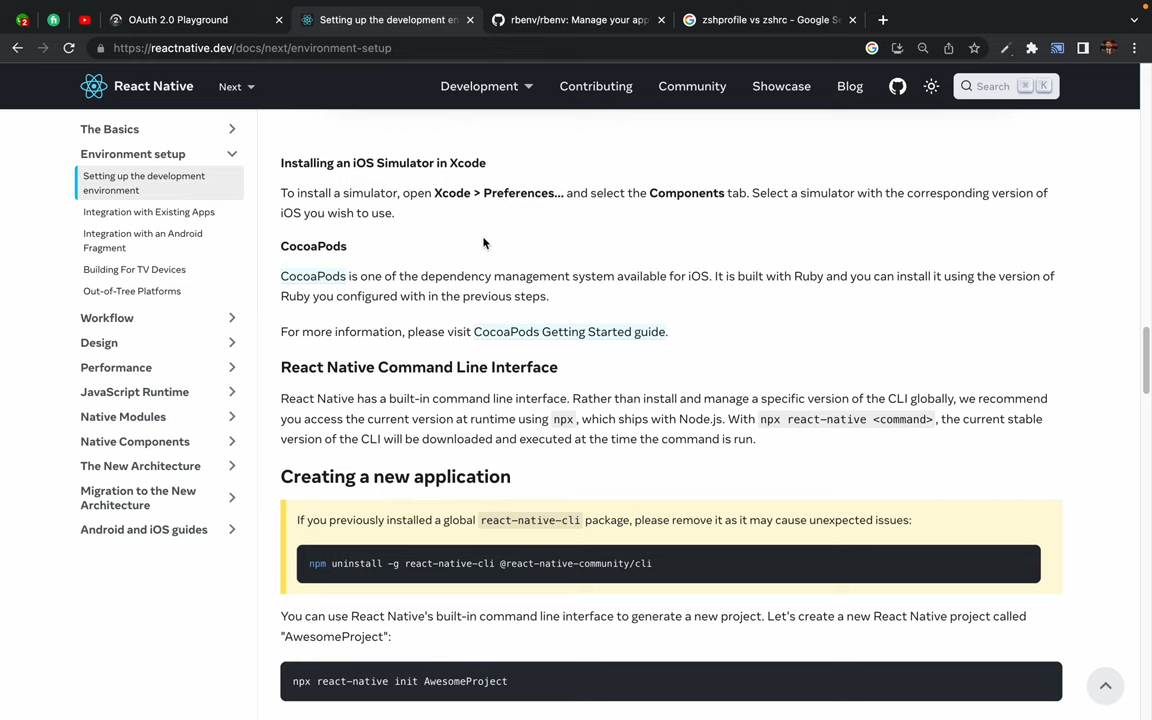 2
OAuth 2.0 Playground
Setting up the development en
rbenv/rbenv: Manage your app
zshprofile vs zshrc - Google Se
https://reactnative.dev/docs/next/environment-setup
React Native
Next
Development
Contributing
Community
Showcase
Blog
Search
K
The Basics
Environment setup
Setting up the development
environment
Integration with Existing Apps
Integration with an Android
Fragment
Building For TV Devices
Out-of-Tree Platforms
Workflow
Design
Performance
JavaScript Runtime
Native Modules
Native Components
The New Architecture
Migration to the New
Architecture
Android and iOS guides
Installing an iOS Simulator in Xcode
To install a simulator, open Xcode > Preferences... and select the Components tab. Select a simulator with the corresponding version of
iOS you wish to use.
CocoaPods
CocoaPods is one of the dependency management system available for iOS. It is built with Ruby and you can install it using the version of
Ruby you configured with in the previous steps.
For more information, please visit CocoaPods Getting Started guide.
React Native Command Line Interface
React Native has a built-in command line interface. Rather than install and manage a specific version of the CLI globally, we recommend
you access the current version at runtime using npx, which ships with Node.js. With npx react-native <command>, the current stable
version of the CLI will be downloaded and executed at the time the command is run.
Creating a new application
If you previously installed a global react-native-cli package, please remove it as it may cause unexpected issues:
npm uninstall -g react-native-cli @react-native-community/cli
You can use React Native's built-in command line interface to generate a new project. Let's create a new React Native project called
"AwesomeProject":
npx react-native init AwesomeProject